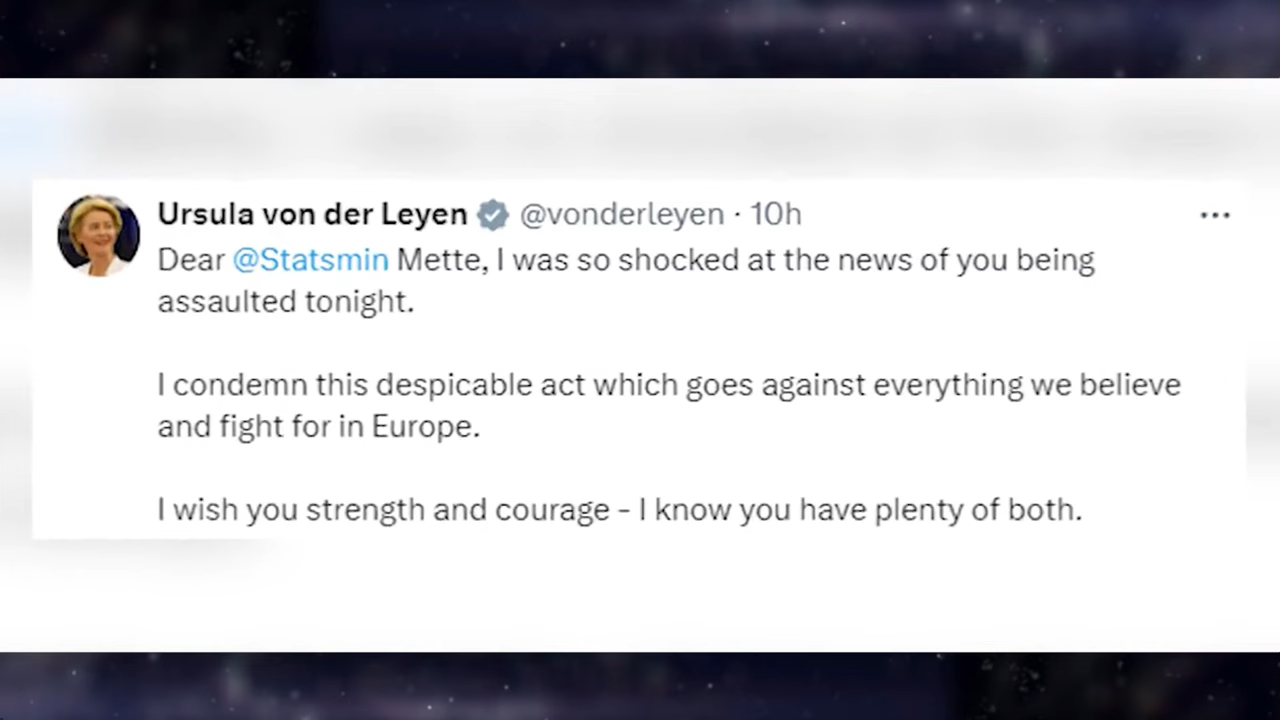 Ursula von der Leyen @vonderleyen · 10h
Dear @Statsmin Mette, I was so shocked at the news of you being
assaulted tonight.
I condemn this despicable act which goes against everything we believe
and fight for in Europe.
I wish you strength and courage - I know you have plenty of both.